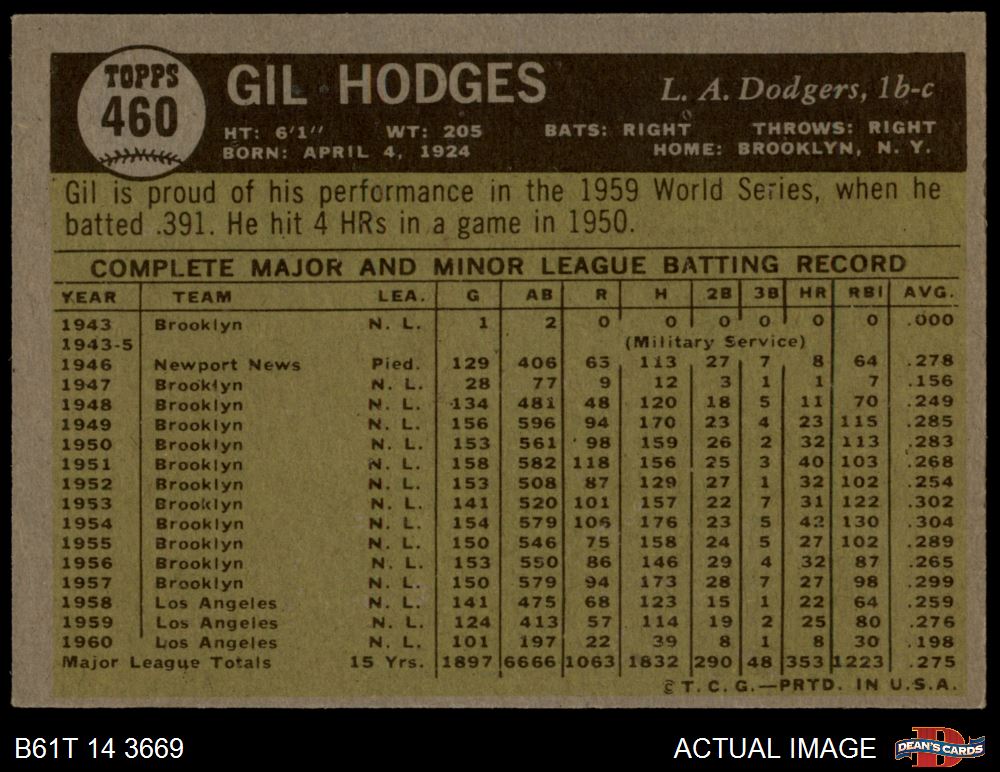 TOPPS
460
GIL HODGES
L. A. Dodgers, 1b-c
HT: 6'1" WT: 205 BATS: RIGHT THROWS: RIGHT
BORN: APRIL 4, 1924 HOME: BROOKLYN, N. Y.
Gil is proud of his performance in the 1959 World Series, when he
batted .391. He hit 4 HRs in a game in 1950.
COMPLETE MAJOR AND MINOR LEAGUE BATTING RECORD
YEAR TEAM LEA. G AB R H 2B 3B HR RBI AVG.
1943 Brooklyn N. L. 1 2 0 0 0 0 0 0 .000
1943-5 (Military Service)
1946 Newport News Pied. 129 406 65 113 27 7 8 64 .278
1947 Brooklyn N. L. 28 77 9 12 3 1 1 7 .156
1948 Brooklyn N. L. 134 481 48 120 18 5 11 70 .249
1949 Brooklyn N. L. 156 596 94 170 23 4 23 115 .285
1950 Brooklyn N. L. 153 561 98 159 26 2 32 113 .283
1951 Brooklyn N. L. 158 582 118 156 25 3 40 103 .268
1952 Brooklyn N. L. 153 508 87 129 27 1 32 102 .254
1953 Brooklyn N. L. 141 520 101 157 22 7 31 122 .302
1954 Brooklyn N. L. 154 579 106 176 23 5 42 130 .304
1955 Brooklyn N. L. 150 546 75 158 24 5 27 102 .289
1956 Brooklyn N. L. 153 550 86 146 29 4 32 87 .265
1957 Brooklyn N. L. 150 579 94 173 28 7 27 98 .299
1958 Los Angeles N. L. 141 475 68 123 15 1 22 64 .259
1959 Los Angeles N. L. 124 413 57 114 19 2 25 80 .276
1960 Los Angeles N. L. 101 197 22 39 8 1 8 30 .198
Major League Totals 15 Yrs. 1897 6666 1063 1832 290 48 353 1223 .275
© T. C. G.—PRTD. IN U.S.A.
B61T 14 3669
ACTUAL IMAGE
DEAN'S CARDS